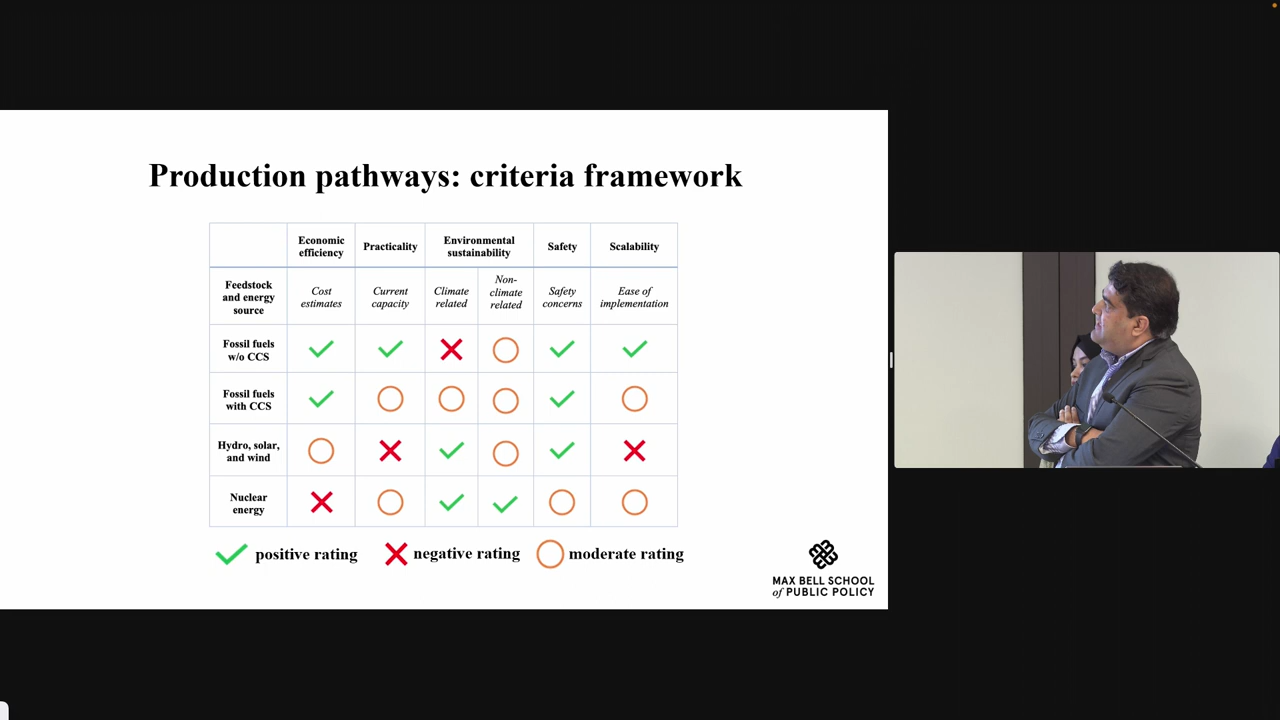 Production pathways: criteria framework
Economic
efficiency
Practicality
Environmental
sustainability
Safety
Scalability
Feedstock
and energy
source
Cost
estimates
Current
capacity
Climate
related
Non-
climate
related
Safety
concerns
Ease of
implementation
Fossil fuels
w/o CCS
Fossil fuels
with CCS
Hydro, solar,
and wind
Nuclear
energy
positive rating
negative rating
moderate rating
MAX BELL SCHOOL
of PUBLIC POLICY